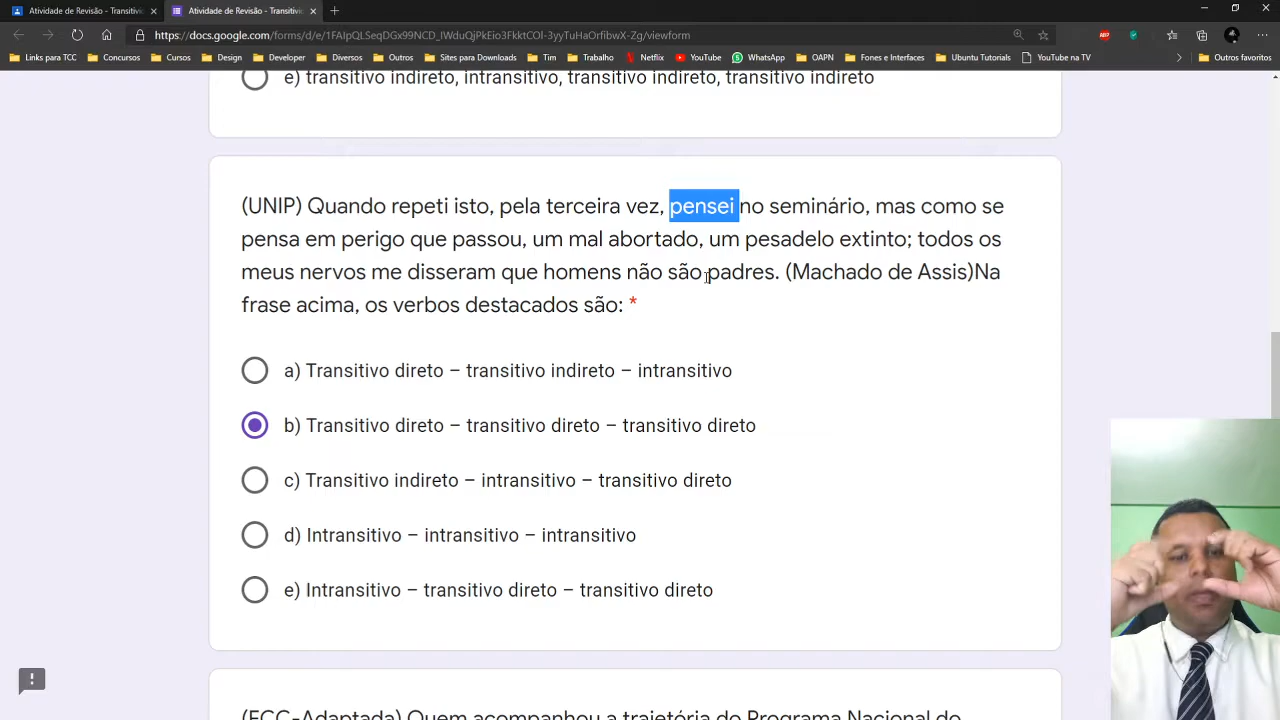 Atividade de Revisão - Transitivi
Atividade de Revisão - Transitivi
https://docs.google.com/forms/d/e/1FAIpQLSeqDGx99NCD_IWduQjPkEio3FkktCOl-3yyTuHaOrfibwX-Zg/viewform
Links para TCC
Concursos
Cursos
Design
Developer
Diversos
Outros
Sites para Downloads
Tim
Trabalho
Netflix
YouTube
WhatsApp
OAPN
Fones e Interfaces
Ubuntu Tutorials
YouTube na TV
Outros favoritos
e) transitivo indireto, intransitivo, transitivo indireto, transitivo indireto
(UNIP) Quando repeti isto, pela terceira vez, pensei no seminário, mas como se
pensa em perigo que passou, um mal abortado, um pesadelo extinto; todos os
meus nervos me disseram que homens não são padres. (Machado de Assis)Na
frase acima, os verbos destacados são: *
a) Transitivo direto – transitivo indireto – intransitivo
b) Transitivo direto – transitivo direto – transitivo direto
c) Transitivo indireto – intransitivo – transitivo direto
d) Intransitivo – intransitivo – intransitivo
e) Intransitivo – transitivo direto – transitivo direto
(FCC-Adaptada) Quem acompanhou a trajetória do Programa Nacional do